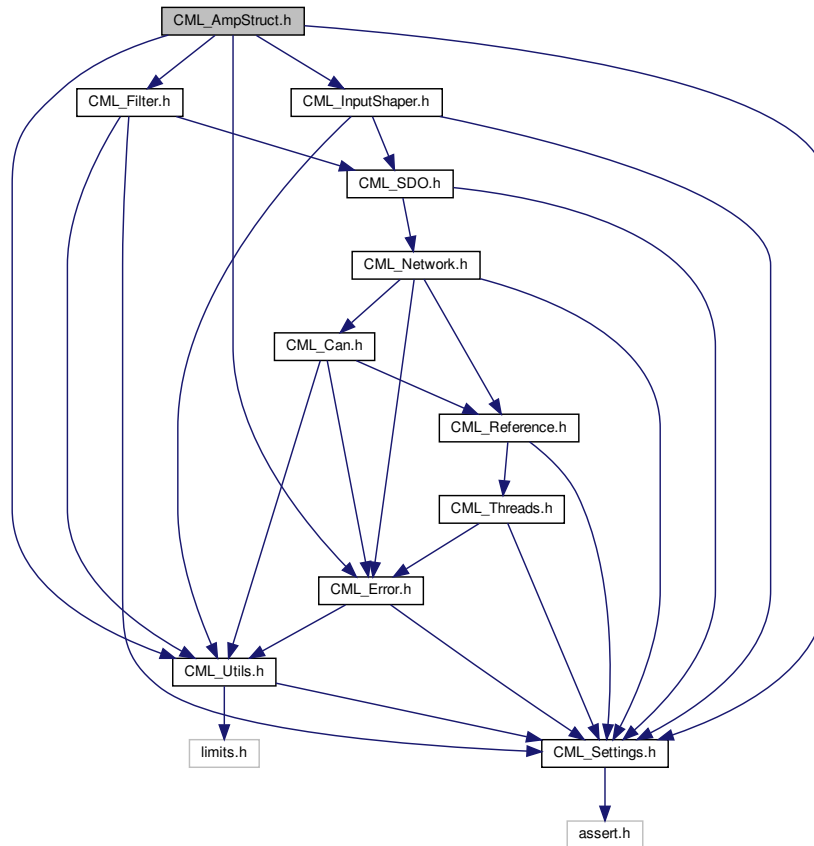 CML_AmpStruct.h
CML_Filter.h
CML_InputShaper.h
CML_SDO.h
CML_Network.h
CML_Can.h
CML_Reference.h
CML_Threads.h
CML_Error.h
CML_Utils.h
limits.h
CML_Settings.h
assert.h